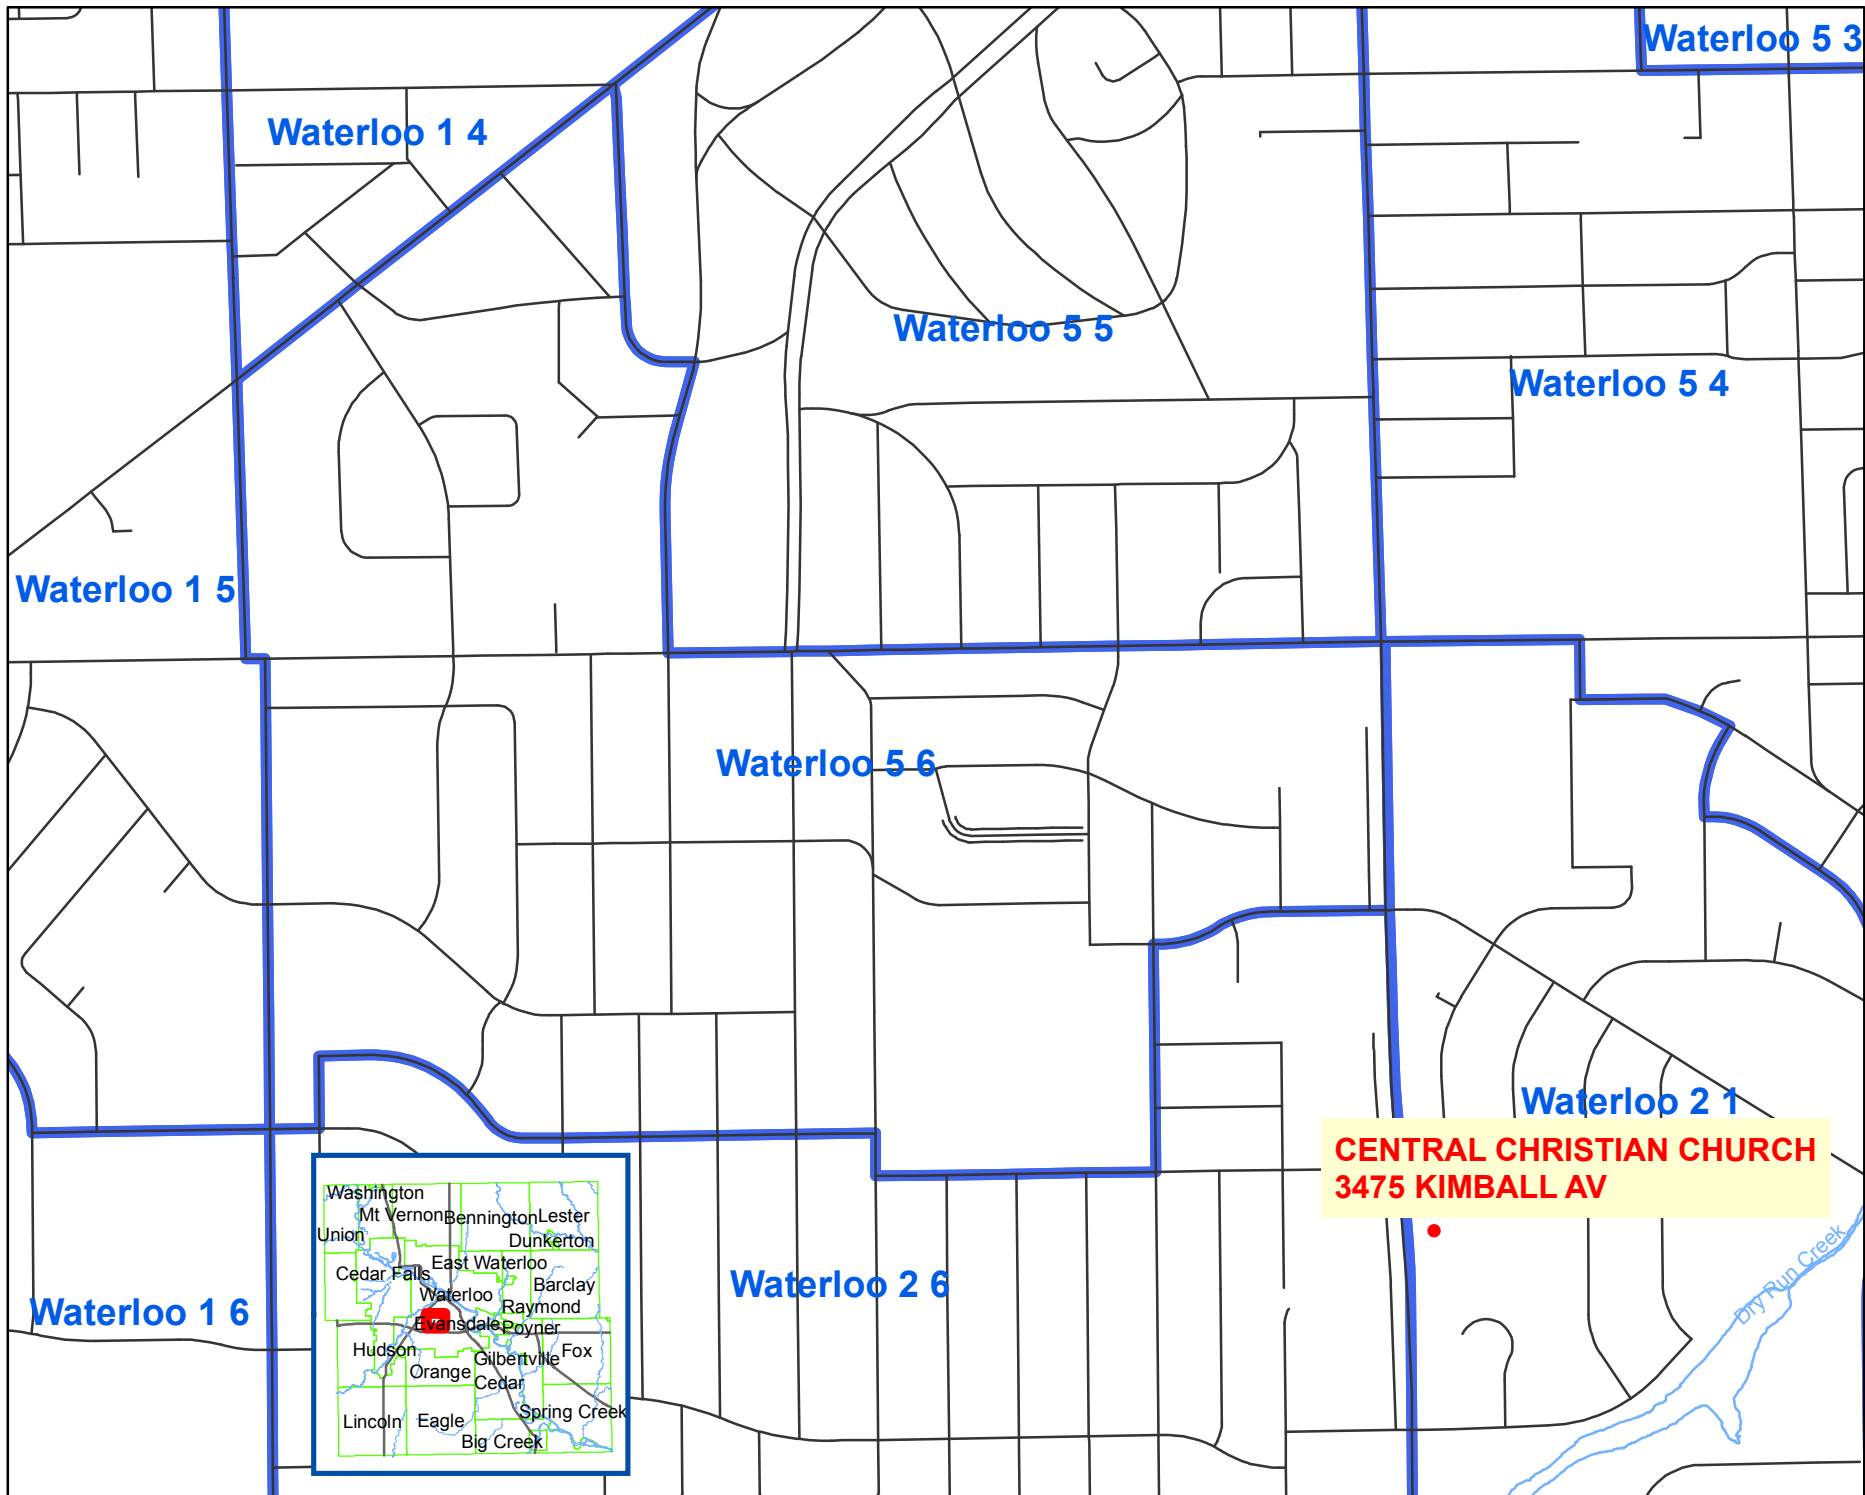 Waterloo 5 3
Waterloo 1 4
Waterloo 5 5
Waterloo 5 4
Waterloo 1 5
Waterloo 5 6
Waterloo 2 1
CENTRAL CHRISTIAN CHURCH
3475 KIMBALL AV
Dry Run Creek
Waterloo 2 6
Waterloo 1 6
Washington
Mt Vernon
Bennington
Lester
Union
Dunkerton
East Waterloo
Cedar Falls
Barclay
Waterloo
Raymond
Evansdale
Poyner
Hudson
Gilbertville
Fox
Orange
Cedar
Spring Creek
Lincoln
Eagle
Big Creek